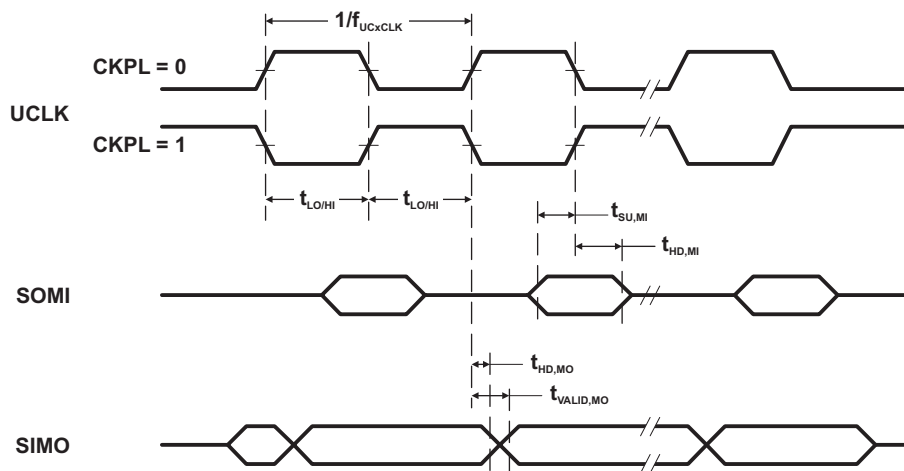 1/fUCxCLK
CKPL = 0
UCLK
CKPL = 1
tLO/HI
tLO/HI
tSU,MI
tHD,MI
SOMI
tHD,MO
tVALID,MO
SIMO